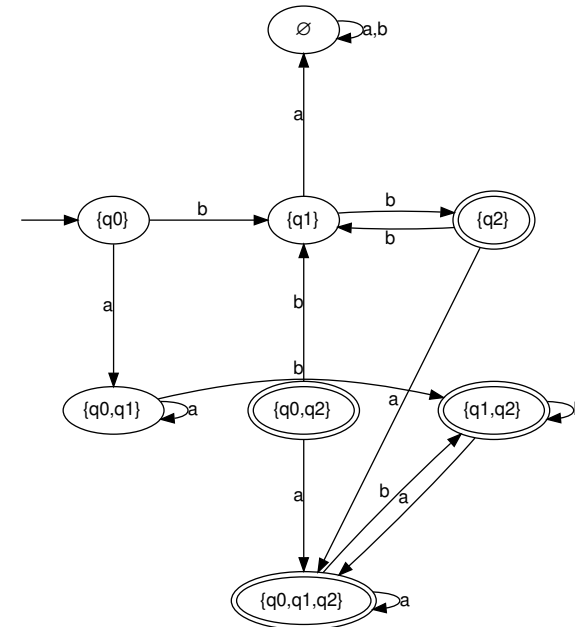 ∅
a,b
a
{q0}
b
{q1}
b
b
{q2}
a
b
b
a
{q0,q1}
a
{q0,q2}
{q1,q2}
a
b
a
{q0,q1,q2}
a